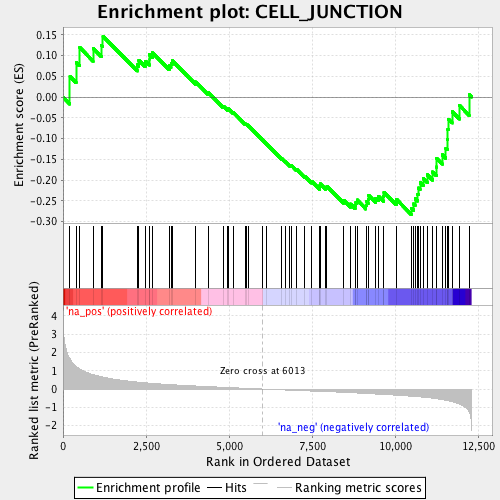 Enrichment plot: CELL_JUNCTION
Enrichment score (ES)
0.15
0.10
0.05
0.00
-0.05
-0.10
-0.15
-0.20
-0.25
-0.30
'na_pos' (positively correlated)
Ranked list metric (PreRanked)
4
3
2
1
0
-1
-2
Zero cross at 6013
'na_neg' (negatively correlated)
0
2,500
5,000
7,500
10,000
12,500
Rank in Ordered Dataset
Enrichment profile
Hits
Ranking metric scores